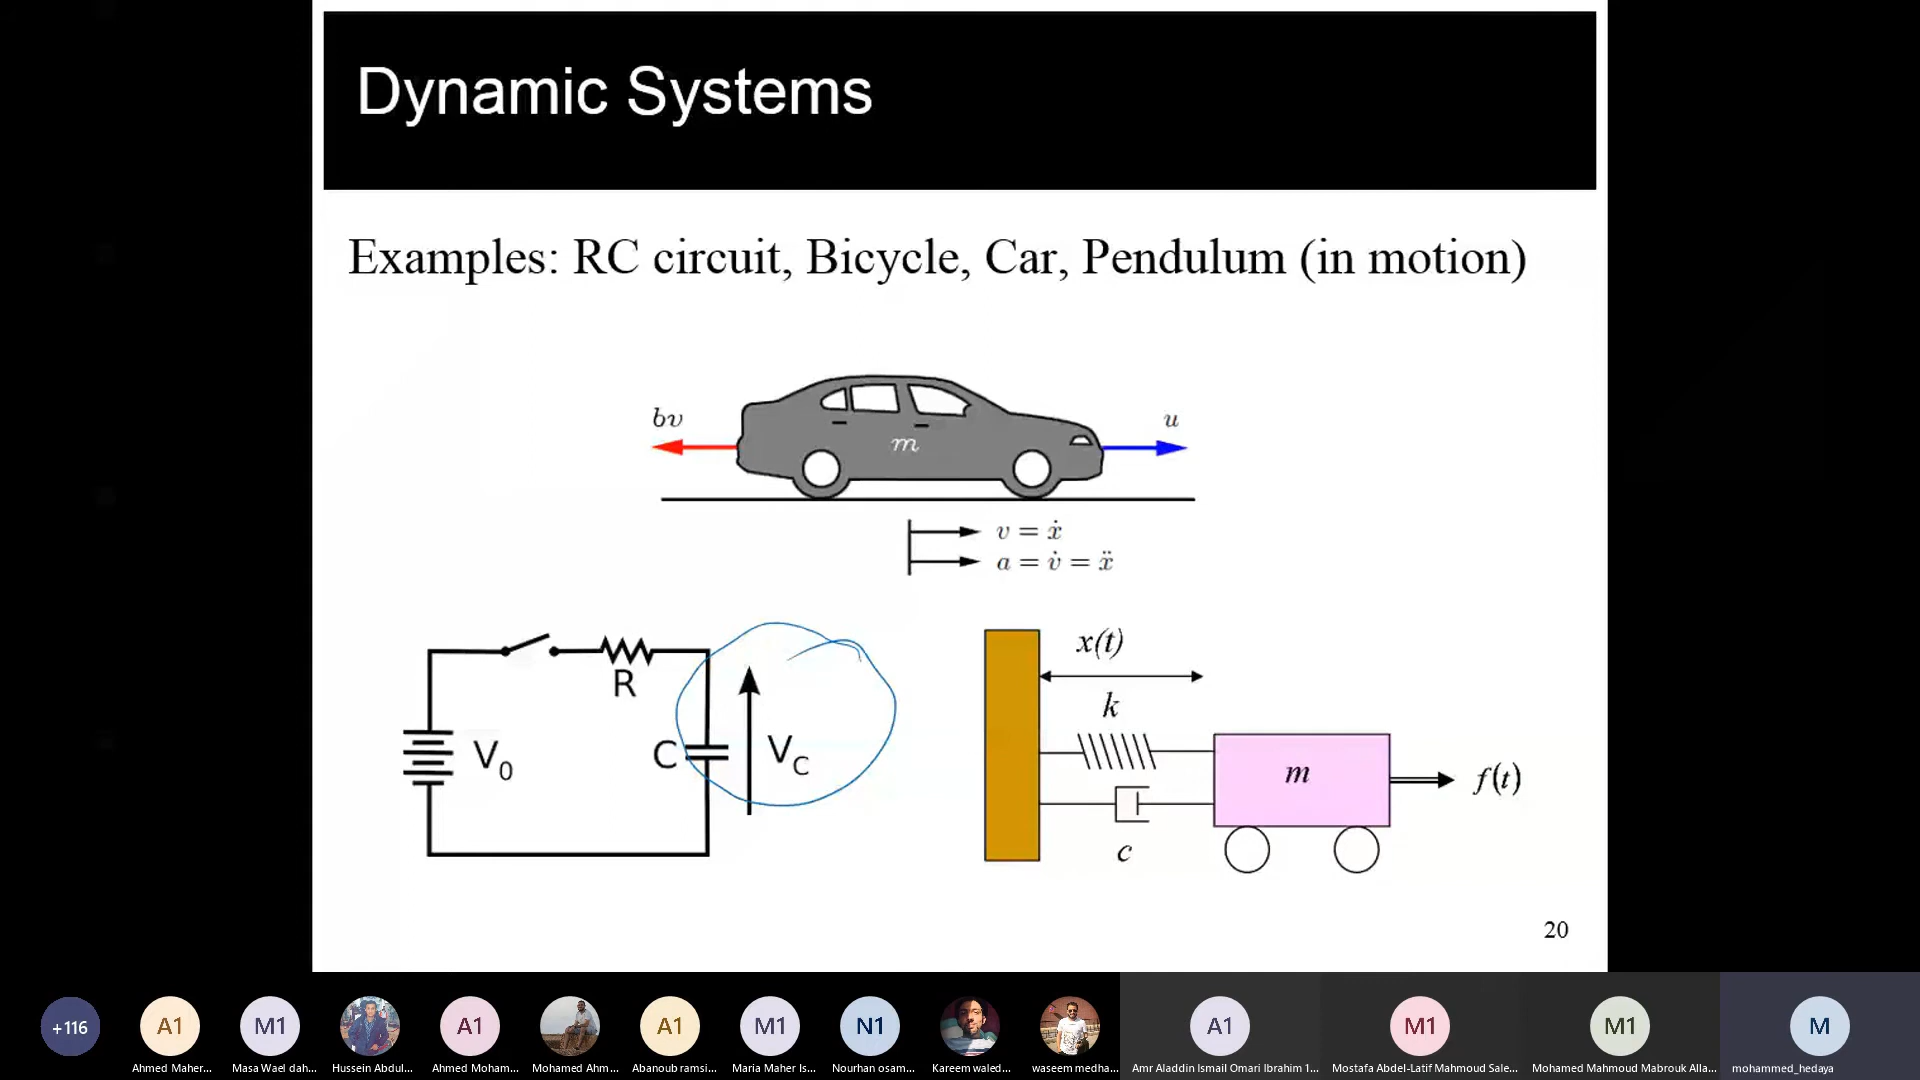 Dynamic Systems
Examples: RC circuit, Bicycle, Car, Pendulum (in motion)
bv
u
m
v = ẋ
a = v̇ = ẍ
R
V₀
C
V_C
x(t)
k
m
f(t)
c
20
+116
A1
M1
A1
A1
M1
N1
A1
M1
M1
M
Ahmed Maher...
Masa Wael dah...
Hussein Abdul...
Ahmed Moham...
Mohamed Ahm...
Abanoub ramsi...
Maria Maher Is...
Nourhan osam...
Kareem waled...
waseem medha...
Amr Aladdin Ismail Omari Ibrahim 1...
Mostafa Abdel-Latif Mahmoud Sale...
Mohamed Mahmoud Mabrouk Alla...
mohammed_hedaya